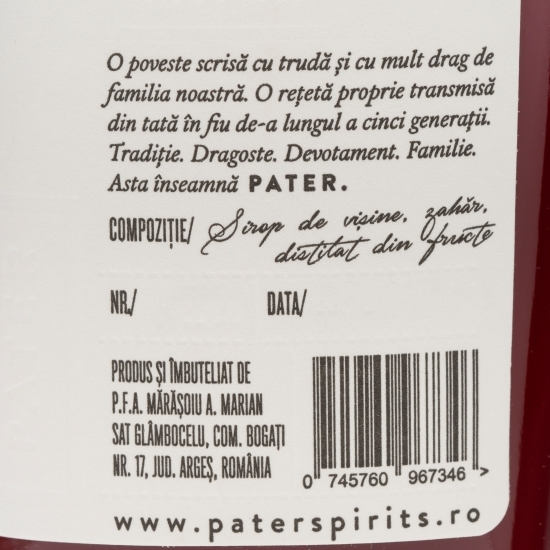 O poveste scrisă cu trudă și cu mult drag de
familia noastră. O rețetă proprie transmisă
din tată în fiu de-a lungul a cinci generații.
Tradiție. Dragoste. Devotament. Familie.
Asta înseamnă PATER.
COMPOZIȚIE/ Sirop de vișine, zahăr,
distilat din fructe
NR./ DATA/
PRODUS ȘI ÎMBUTELIAT DE
P.F.A. MĂRĂȘOIU A. MARIAN
SAT GLÂMBOCELU, COM. BOGAȚI
NR. 17, JUD. ARGEȘ, ROMÂNIA
0 745760 967346 >
www.paterspirits.ro